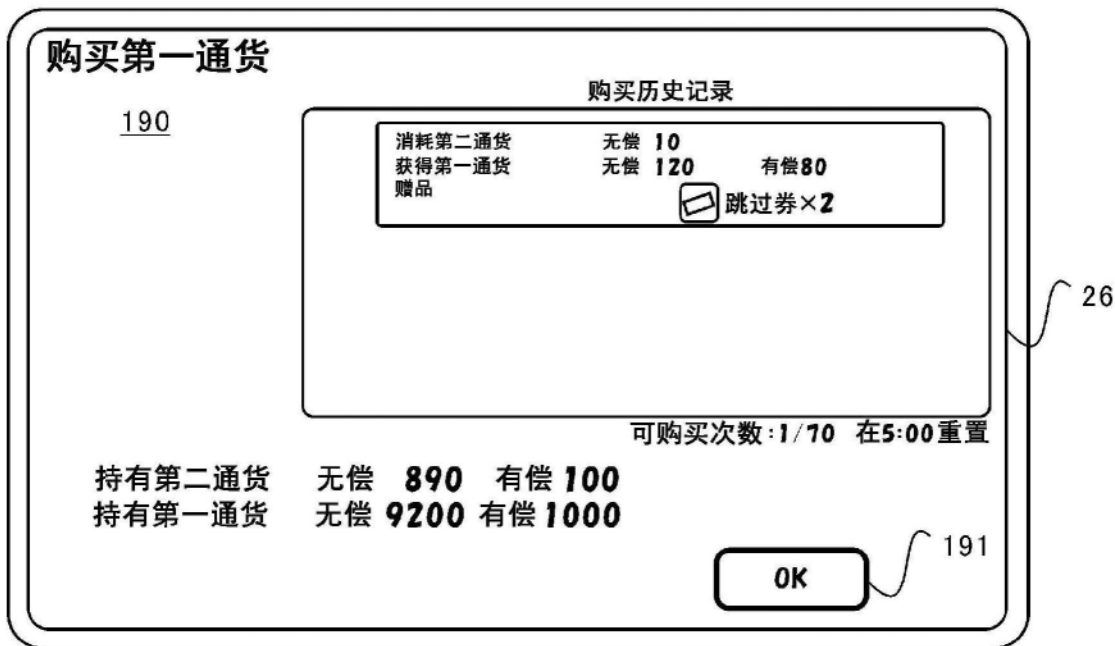 购买第一通货
购买历史记录
190
消耗第二通货 无偿 10
获得第一通货 无偿 120 有偿80
赠品
跳过券×2
26
可购买次数:1/70 在5:00重置
持有第二通货 无偿 890 有偿 100
持有第一通货 无偿 9200 有偿 1000
191
OK